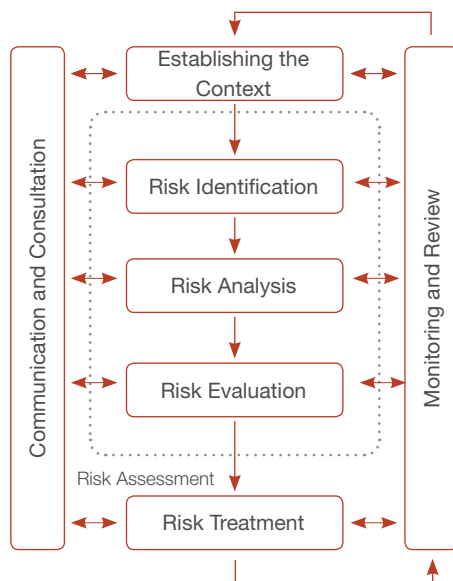 Establishing the
Context
Communication and Consultation
Monitoring and Review
Risk Identification
Risk Analysis
Risk Evaluation
Risk Assessment
Risk Treatment